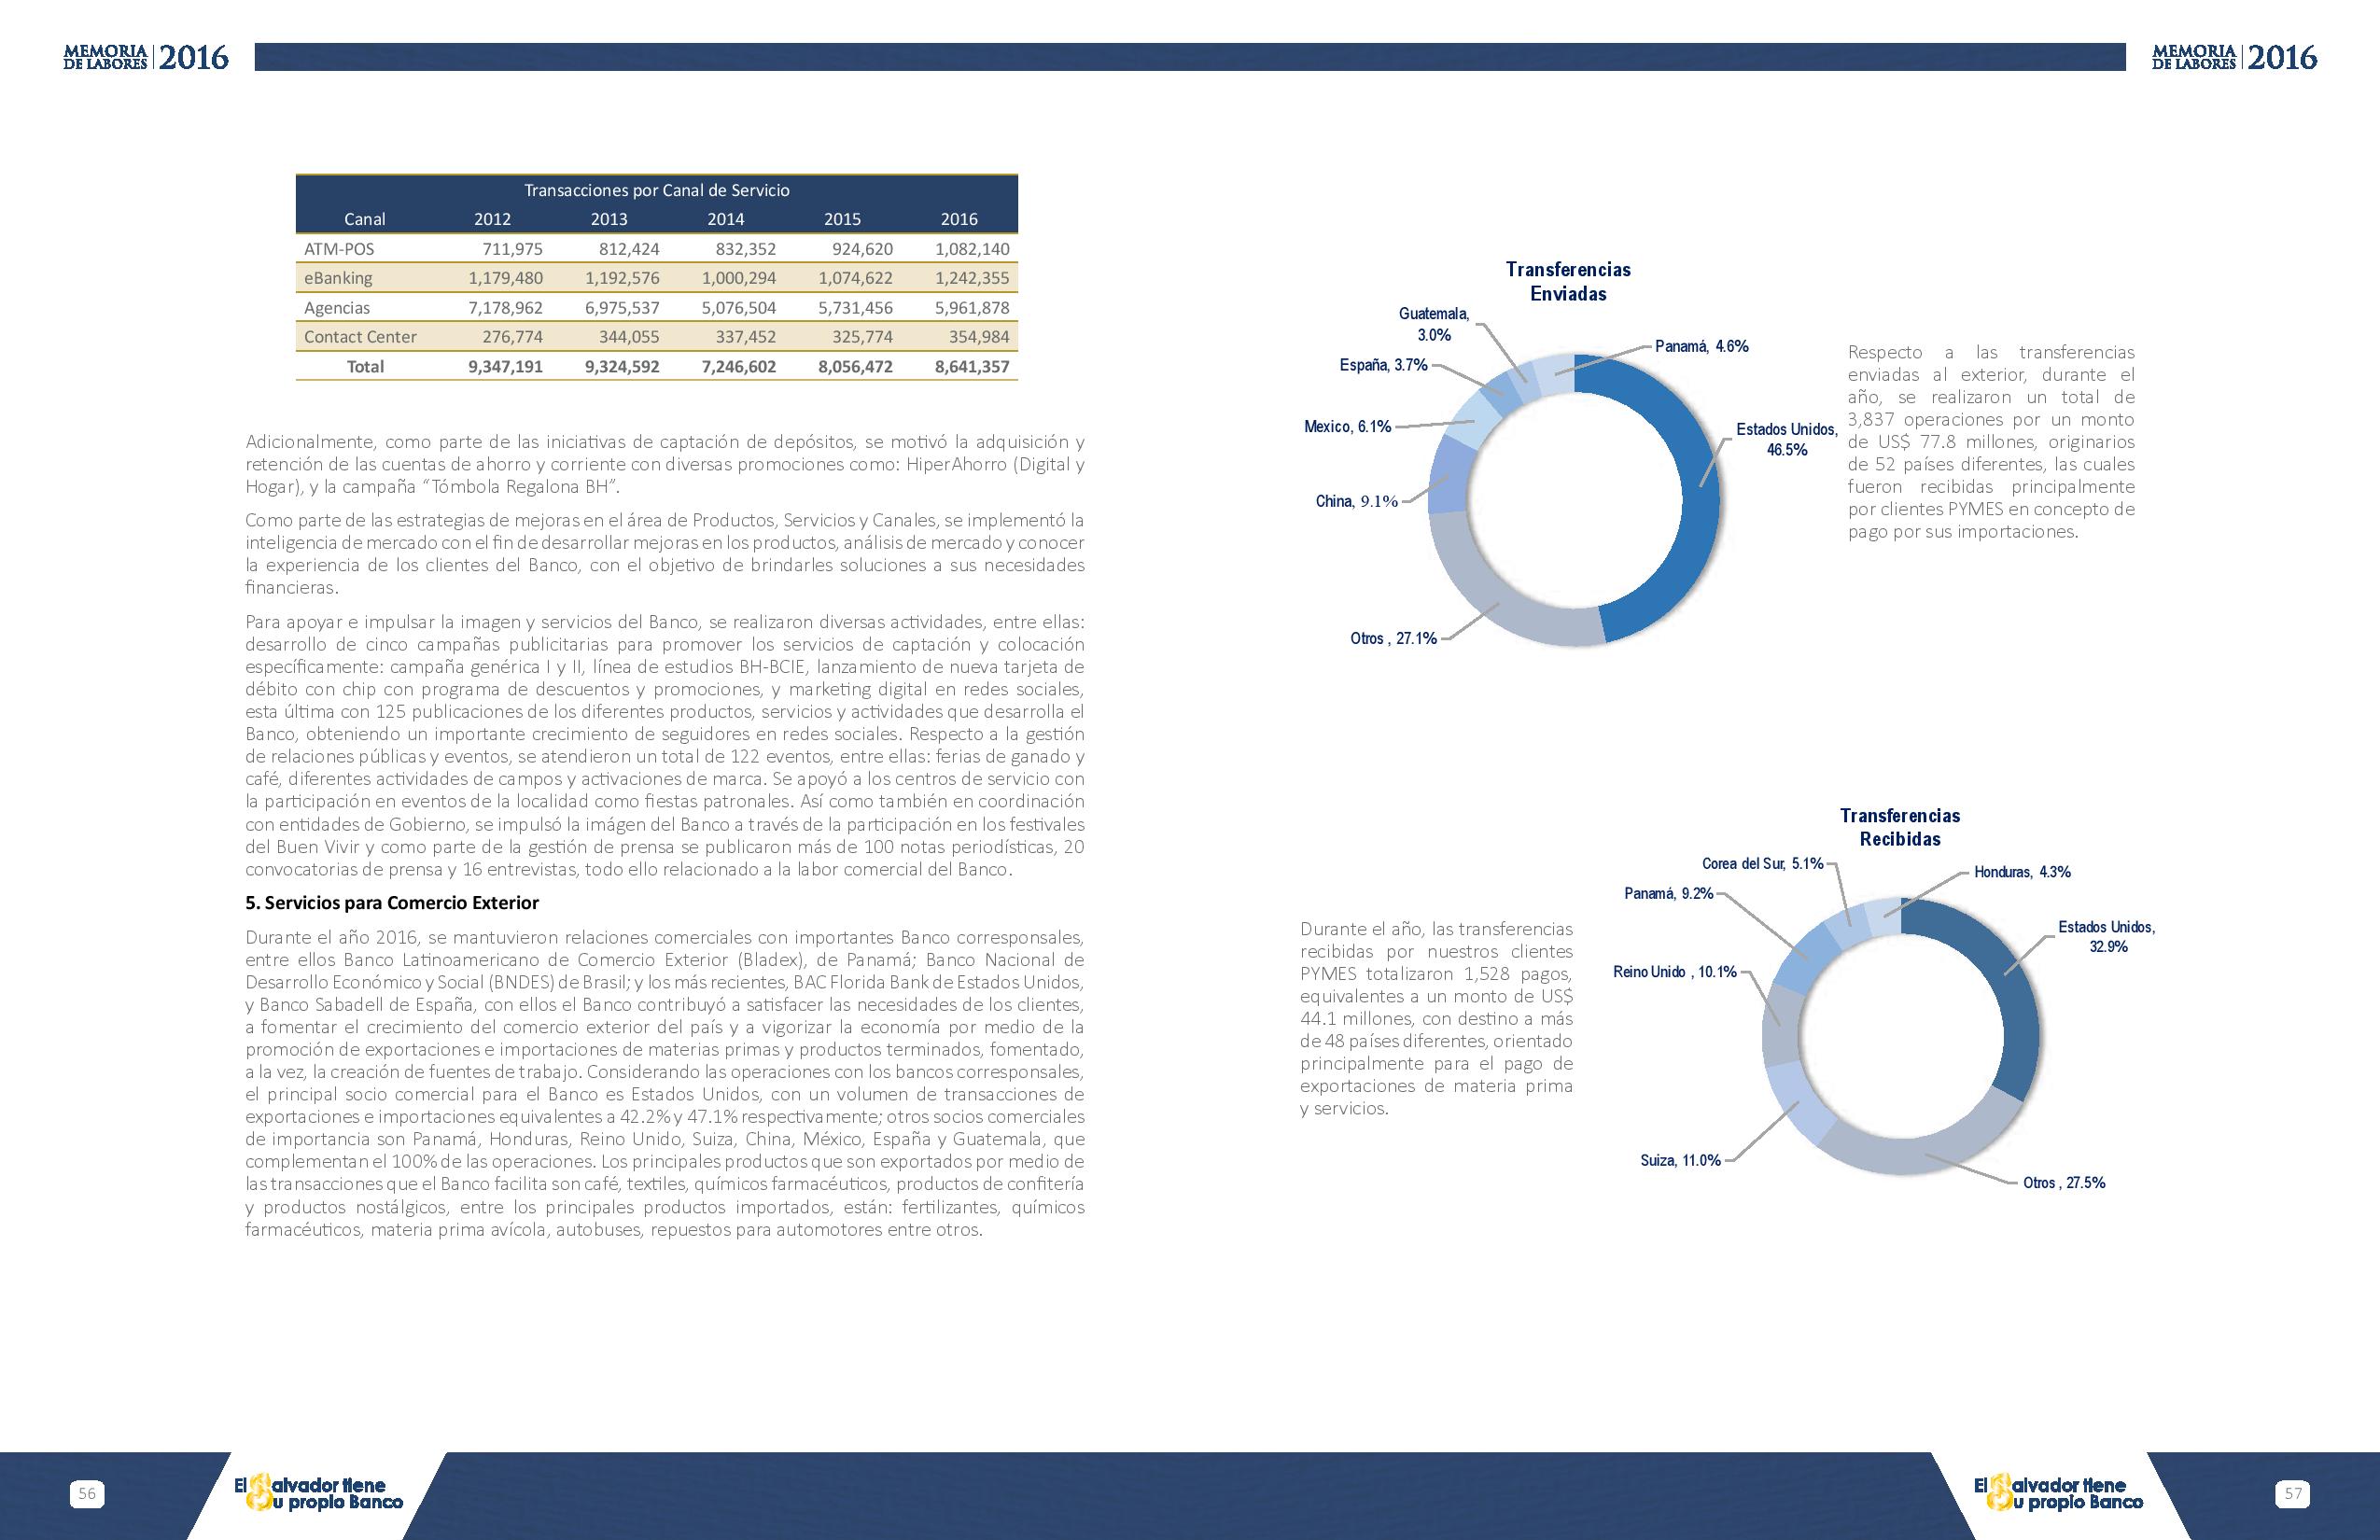 MEMORIA
DE LABORES 2016
MEMORIA
DE LABORES 2016
Transacciones por Canal de Servicio
Canal 2012 2013 2014 2015 2016
ATM-POS 711,975 812,424 832,352 924,620 1,082,140
eBanking 1,179,480 1,192,576 1,000,294 1,074,622 1,242,355
Agencias 7,178,962 6,975,537 5,076,504 5,731,456 5,961,878
Contact Center 276,774 344,055 337,452 325,774 354,984
Total 9,347,191 9,324,592 7,246,602 8,056,472 8,641,357
Adicionalmente, como parte de las iniciativas de captación de depósitos, se motivó la adquisición y
retención de las cuentas de ahorro y corriente con diversas promociones como: HiperAhorro (Digital y
Hogar), y la campaña “Tómbola Regalona BH”.
Como parte de las estrategias de mejoras en el área de Productos, Servicios y Canales, se implementó la
inteligencia de mercado con el fin de desarrollar mejoras en los productos, análisis de mercado y conocer
la experiencia de los clientes del Banco, con el objetivo de brindarles soluciones a sus necesidades
financieras.
Para apoyar e impulsar la imagen y servicios del Banco, se realizaron diversas actividades, entre ellas:
desarrollo de cinco campañas publicitarias para promover los servicios de captación y colocación
específicamente: campaña genérica I y II, línea de estudios BH-BCIE, lanzamiento de nueva tarjeta de
débito con chip con programa de descuentos y promociones, y marketing digital en redes sociales,
esta última con 125 publicaciones de los diferentes productos, servicios y actividades que desarrolla el
Banco, obteniendo un importante crecimiento de seguidores en redes sociales. Respecto a la gestión
de relaciones públicas y eventos, se atendieron un total de 122 eventos, entre ellas: ferias de ganado y
café, diferentes actividades de campos y activaciones de marca. Se apoyó a los centros de servicio con
la participación en eventos de la localidad como fiestas patronales. Así como también en coordinación
con entidades de Gobierno, se impulsó la imágen del Banco a través de la participación en los festivales
del Buen Vivir y como parte de la gestión de prensa se publicaron más de 100 notas periodísticas, 20
convocatorias de prensa y 16 entrevistas, todo ello relacionado a la labor comercial del Banco.
5. Servicios para Comercio Exterior
Durante el año 2016, se mantuvieron relaciones comerciales con importantes Banco corresponsales,
entre ellos Banco Latinoamericano de Comercio Exterior (Bladex), de Panamá; Banco Nacional de
Desarrollo Económico y Social (BNDES) de Brasil; y los más recientes, BAC Florida Bank de Estados Unidos,
y Banco Sabadell de España, con ellos el Banco contribuyó a satisfacer las necesidades de los clientes,
a fomentar el crecimiento del comercio exterior del país y a vigorizar la economía por medio de la
promoción de exportaciones e importaciones de materias primas y productos terminados, fomentado,
a la vez, la creación de fuentes de trabajo. Considerando las operaciones con los bancos corresponsales,
el principal socio comercial para el Banco es Estados Unidos, con un volumen de transacciones de
exportaciones e importaciones equivalentes a 42.2% y 47.1% respectivamente; otros socios comerciales
de importancia son Panamá, Honduras, Reino Unido, Suiza, China, México, España y Guatemala, que
complementan el 100% de las operaciones. Los principales productos que son exportados por medio de
las transacciones que el Banco facilita son café, textiles, químicos farmacéuticos, productos de confitería
y productos nostálgicos, entre los principales productos importados, están: fertilizantes, químicos
farmacéuticos, materia prima avícola, autobuses, repuestos para automotores entre otros.
Transferencias
Enviadas
Guatemala,
3.0%
Panamá, 4.6%
España, 3.7%
Mexico, 6.1%
Estados Unidos,
46.5%
China, 9.1%
Otros , 27.1%
Respecto a las transferencias
enviadas al exterior, durante el
año, se realizaron un total de
3,837 operaciones por un monto
de US$ 77.8 millones, originarios
de 52 países diferentes, las cuales
fueron recibidas principalmente
por clientes PYMES en concepto de
pago por sus importaciones.
Durante el año, las transferencias
recibidas por nuestros clientes
PYMES totalizaron 1,528 pagos,
equivalentes a un monto de US$
44.1 millones, con destino a más
de 48 países diferentes, orientado
principalmente para el pago de
exportaciones de materia prima
y servicios.
Transferencias
Recibidas
Corea del Sur, 5.1%
Honduras, 4.3%
Panamá, 9.2%
Estados Unidos,
32.9%
Reino Unido , 10.1%
Suiza, 11.0%
Otros , 27.5%
56
El Salvador tiene
Su propio Banco
El Salvador tiene
Su propio Banco
57